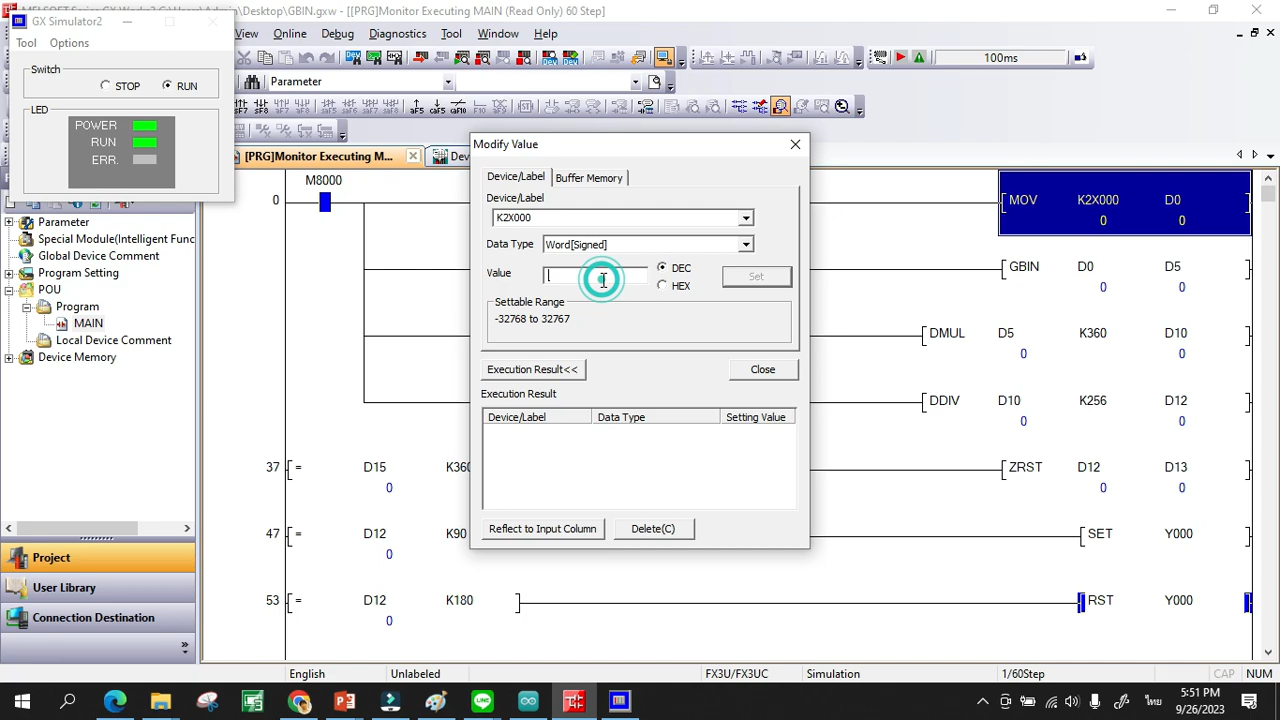 MELSOFT Series GX Works2 ...\Admin\Desktop\GBIN.gxw - [[PRG]Monitor Executing MAIN (Read Only) 60 Step]
GX Simulator2
Tool Options
View Online Debug Diagnostics Tool Window Help
100ms
Switch
STOP RUN
Parameter
LED
POWER
RUN
ERR.
[PRG]Monitor Executing M...
Dev
Modify Value
Device/Label Buffer Memory
Device/Label
K2X000
Data Type Word[Signed]
Value
DEC
HEX
Set
Settable Range
-32768 to 32767
Execution Result<<
Close
Execution Result
Device/Label Data Type Setting Value
Reflect to Input Column Delete(C)
Parameter
Special Module(Intelligent Func
Global Device Comment
Program Setting
POU
Program
MAIN
Local Device Comment
Device Memory
Project
User Library
Connection Destination
M8000
0
MOV K2X000 D0
0 0
GBIN D0 D5
0 0
DMUL D5 K360 D10
0 0
DDIV D10 K256 D12
0 0
37 = D15 K360 ZRST D12 D13
0 0 0
47 = D12 K90 SET Y000
0
53 = D12 K180 RST Y000
0
English Unlabeled FX3U/FX3UC Simulation 1/60Step CAP NUM
ไทย
5:51 PM
9/26/2023